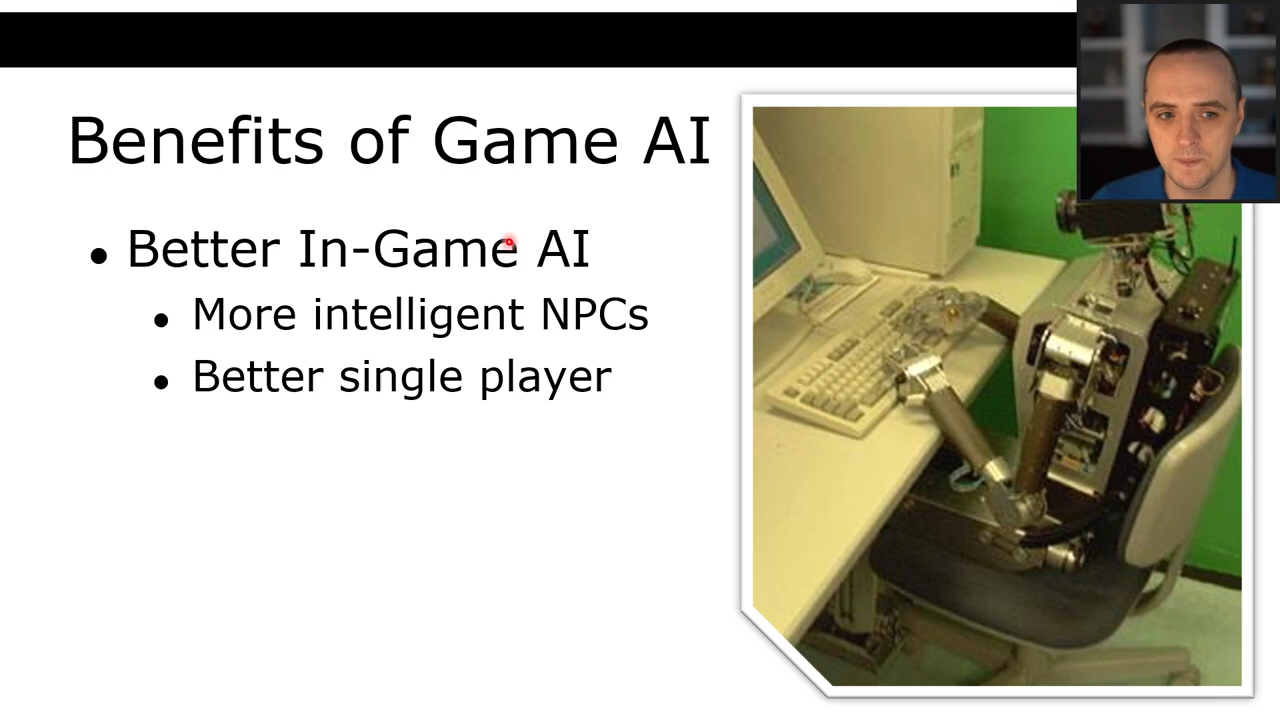 Benefits of Game AI
• Better In-Game AI
• More intelligent NPCs
• Better single player